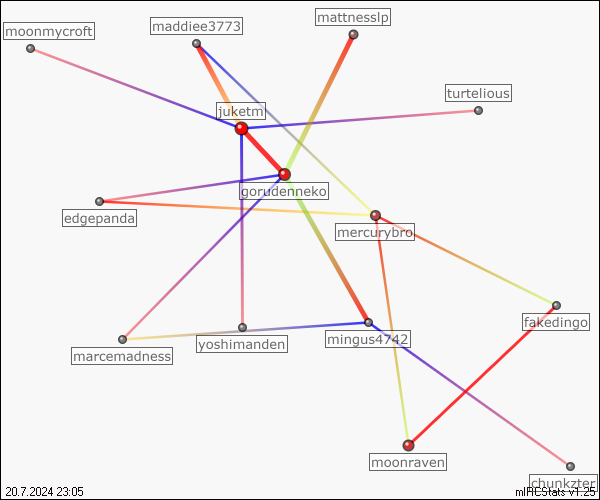 mattnesslp
moonmycroft
maddiee3773
turtelious
juketm
gorudenneko
edgepanda
mercurybro
fakedingo
yoshimanden
mingus4742
marcemadness
moonraven
chunkzter
20.7.2024 23:05
mIRCStats v1.25